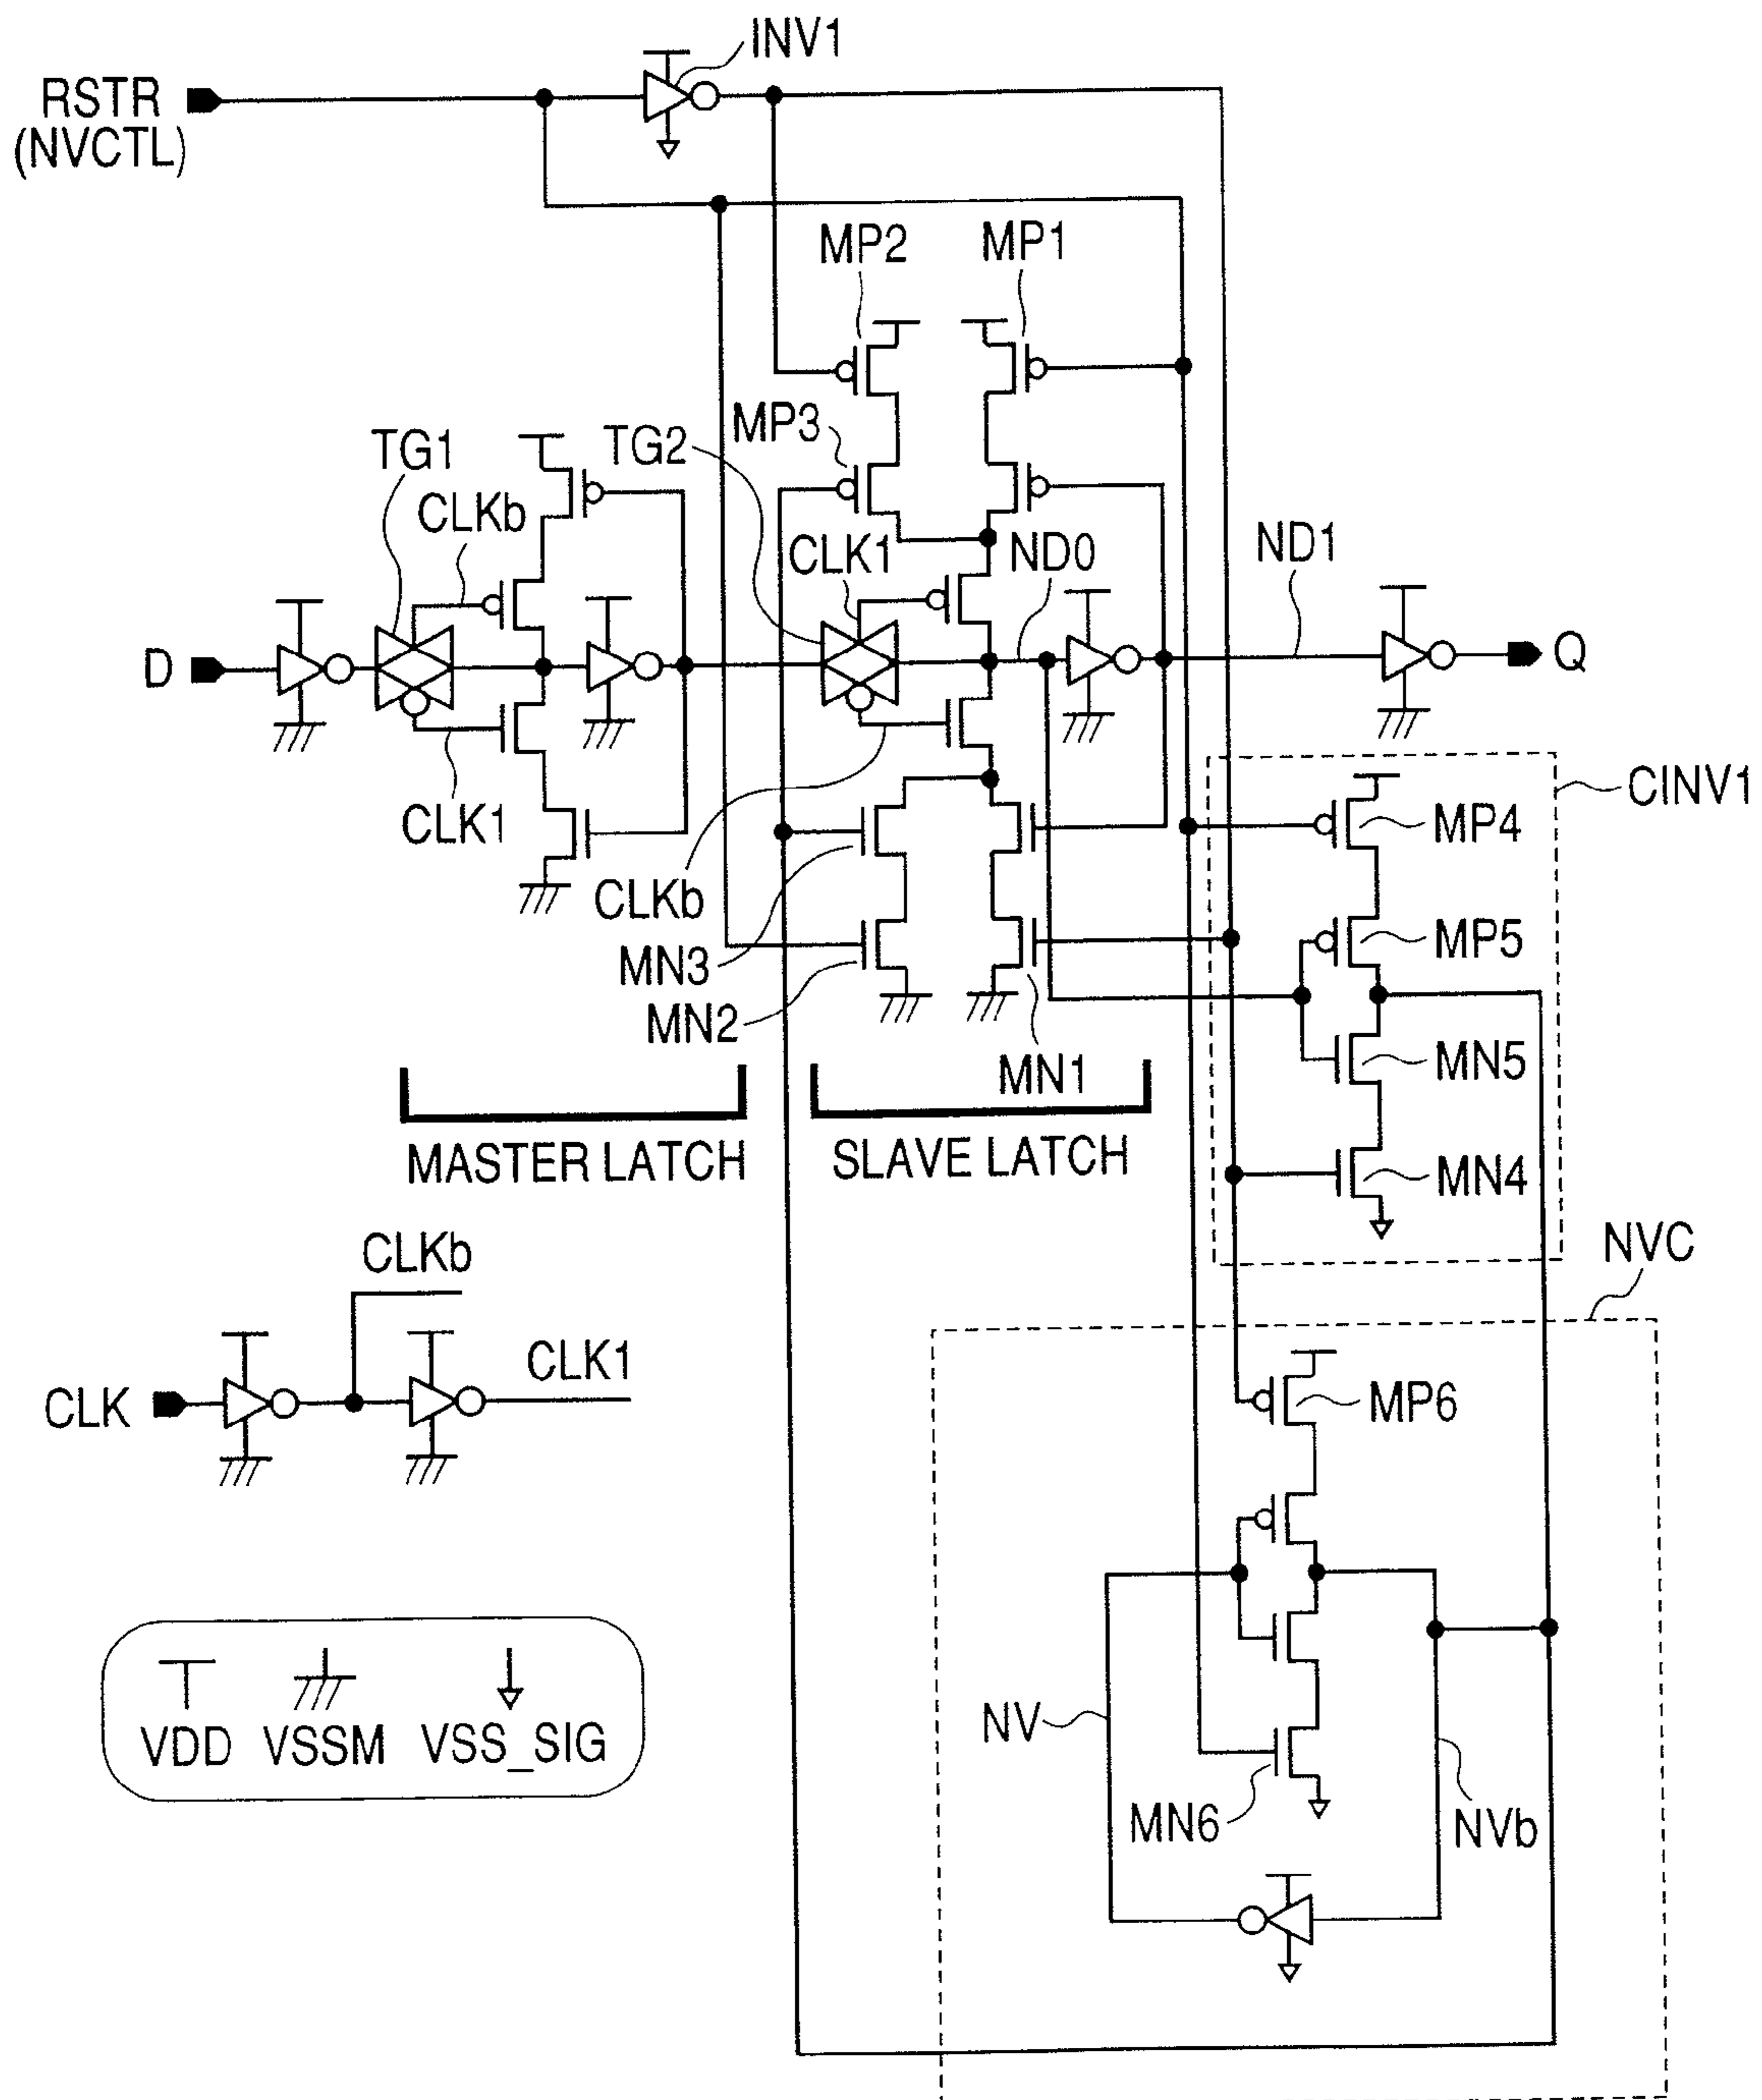 INV1
RSTR
(NVCTL)
MP2
MP1
MP3
TG1
TG2
CLKb
CLK1
ND0
ND1
D
Q
CINV1
MP4
CLK1
CLKb
MP5
MN3
MN2
MN1
MN5
MASTER LATCH
SLAVE LATCH
MN4
NVC
CLKb
CLK1
CLK
MP6
NV
VDD
VSSM
VSS_SIG
MN6
NVb